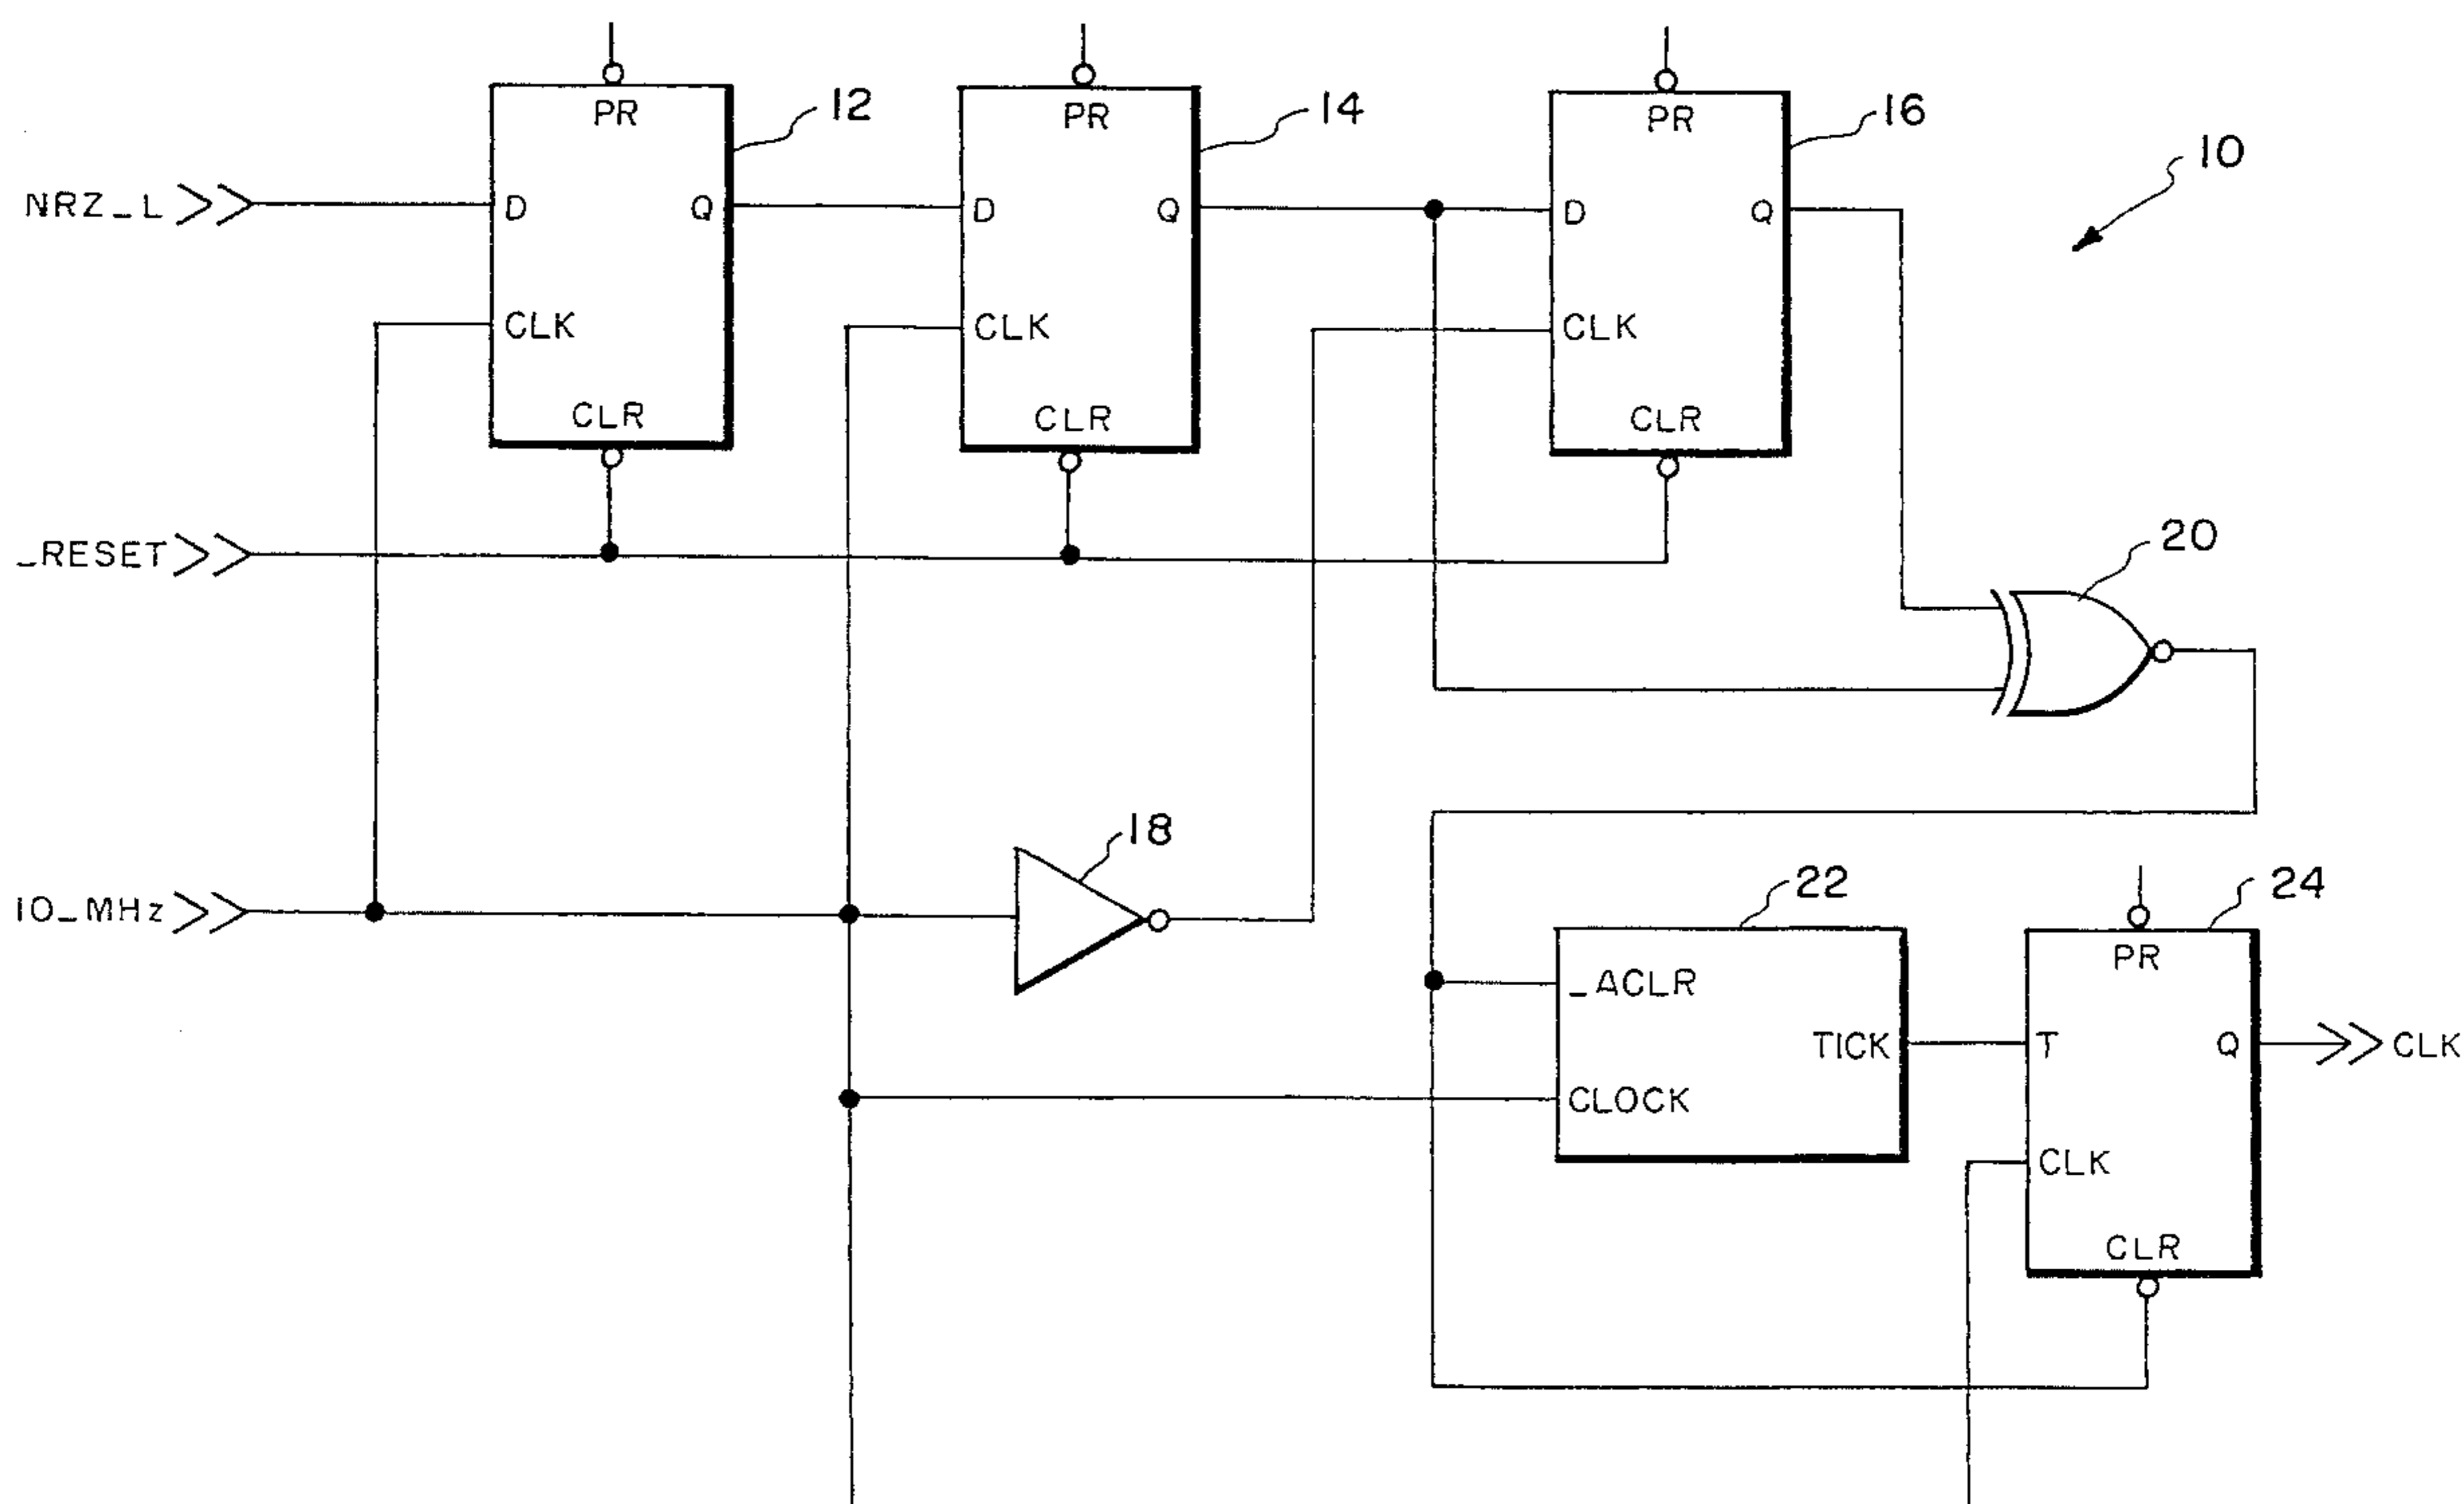 PR
PR
PR
12
14
16
10
NRZ_L
D
Q
D
Q
D
Q
CLK
CLK
CLK
CLR
CLR
CLR
_RESET
20
18
10_MHz
22
24
_ACLR
TICK
CLOCK
PR
T
Q
CLK
CLK
CLR